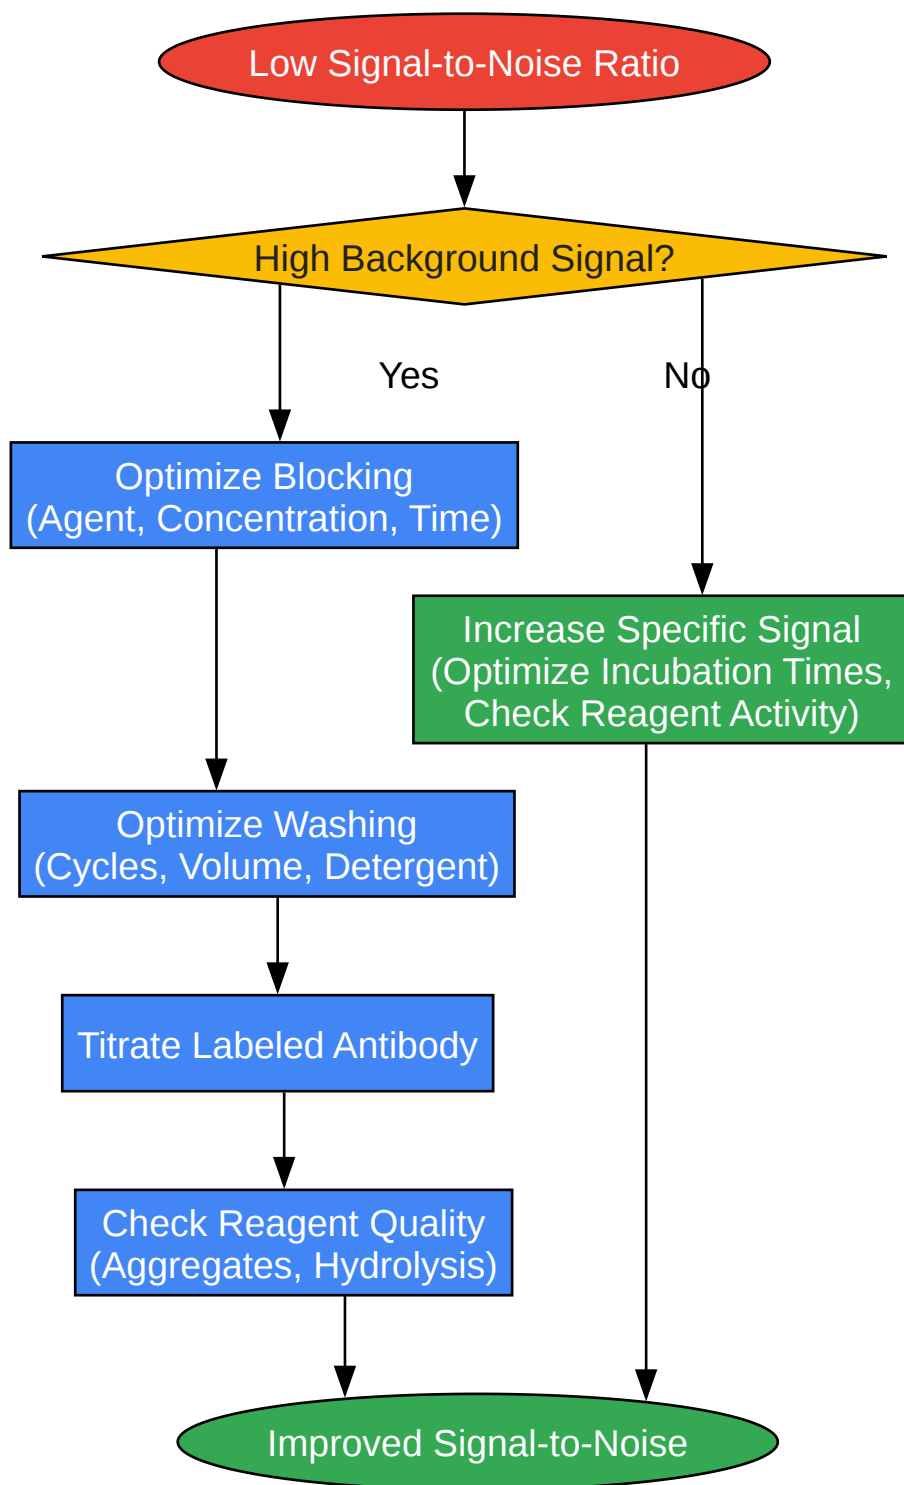 Low Signal-to-Noise Ratio
High Background Signal?
Yes
No
Optimize Blocking
(Agent, Concentration, Time)
Increase Specific Signal
(Optimize Incubation Times,
Check Reagent Activity)
Optimize Washing
(Cycles, Volume, Detergent)
Titrate Labeled Antibody
Check Reagent Quality
(Aggregates, Hydrolysis)
Improved Signal-to-Noise